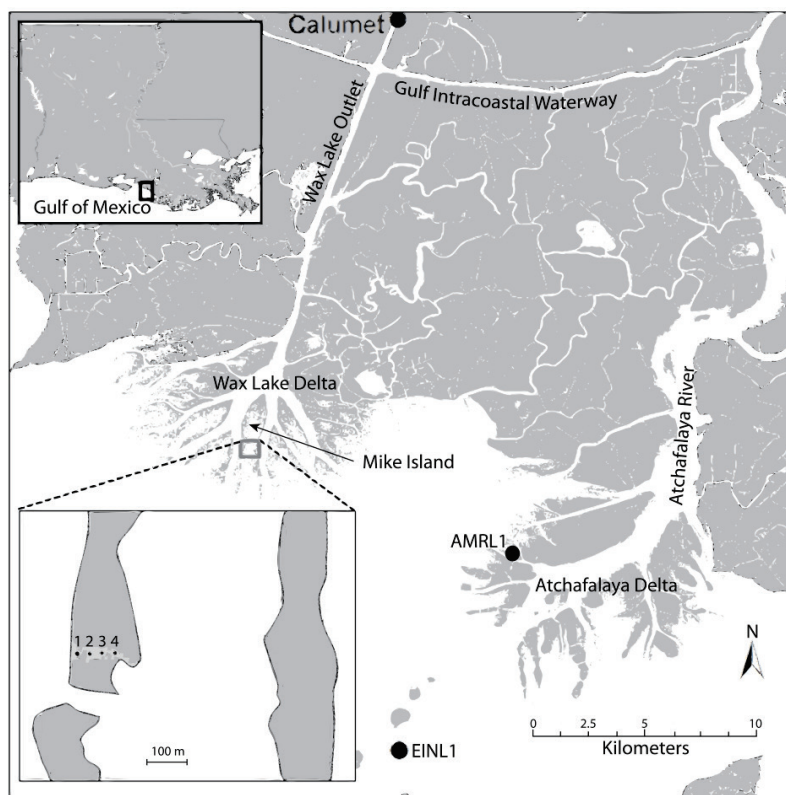 Calumet
Gulf Intracoastal Waterway
Wax Lake Outlet
Gulf of Mexico
Wax Lake Delta
Mike Island
Atchafalaya River
AMRL1
Atchafalaya Delta
1 2 3 4
100 m
N
0 2.5 5 10
Kilometers
EINL1